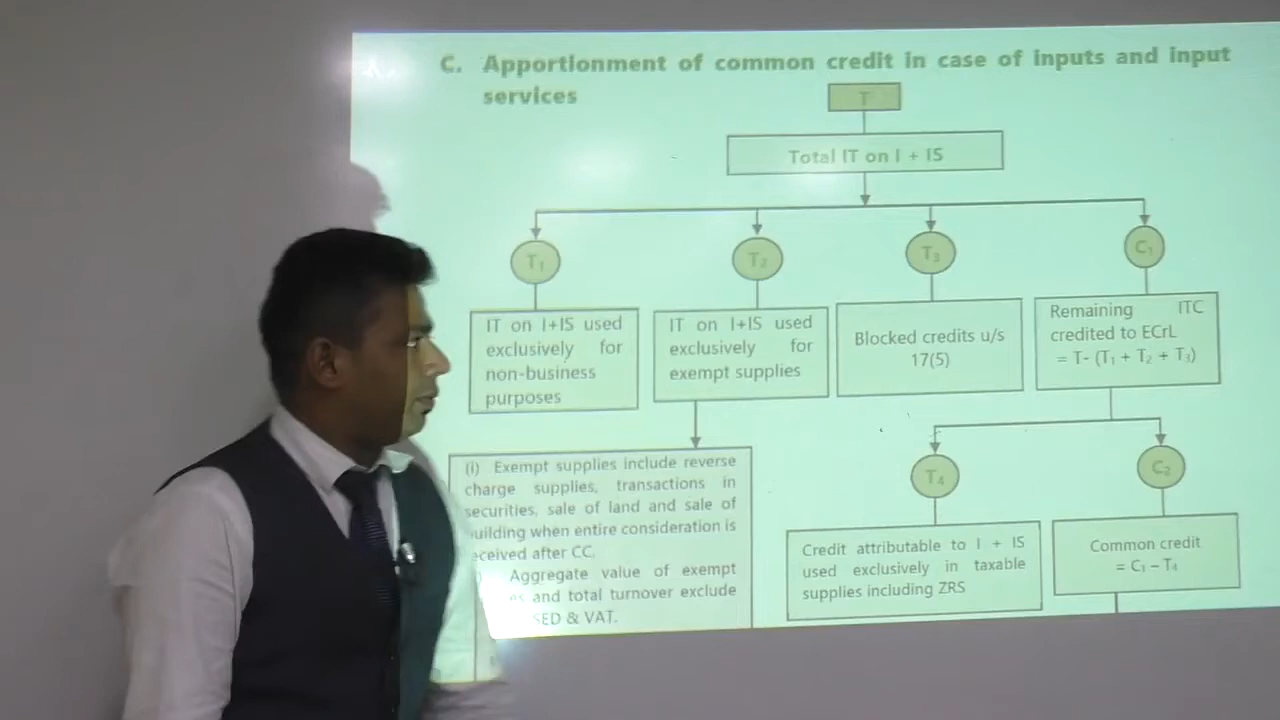 C. Apportionment of common credit in case of inputs and input
services
T
Total IT on I + IS
T₁
T₂
T₃
C₁
IT on I+IS used
exclusively for
non-business
purposes
IT on I+IS used
exclusively for
exempt supplies
Blocked credits u/s
17(5)
Remaining ITC
credited to ECrL
= T- (T₁ + T₂ + T₃)
(i) Exempt supplies include reverse
charge supplies, transactions in
securities, sale of land and sale of
building when entire consideration is
received after CC.
Aggregate value of exempt
and total turnover exclude
SED & VAT.
T₄
C₂
Credit attributable to I + IS
used exclusively in taxable
supplies including ZRS
Common credit
= C₁ – T₄